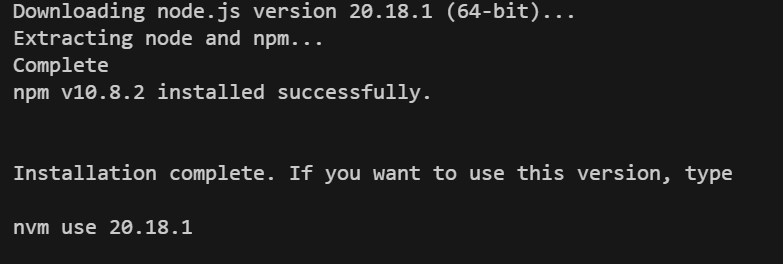 Downloading node.js version 20.18.1 (64-bit)...
Extracting node and npm...
Complete
npm v10.8.2 installed successfully.
Installation complete. If you want to use this version, type
nvm use 20.18.1